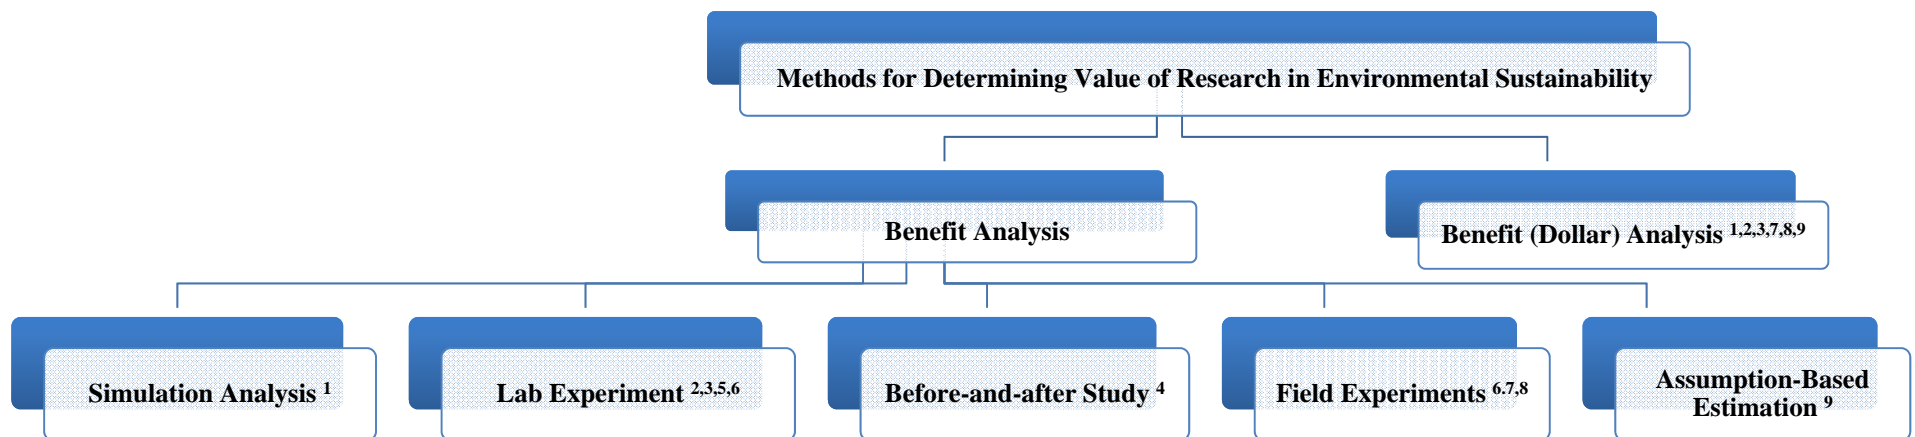 Methods for Determining Value of Research in Environmental Sustainability
Benefit Analysis
Benefit (Dollar) Analysis 1,2,3,7,8,9
Simulation Analysis 1
Lab Experiment 2,3,5,6
Before-and-after Study 4
Field Experiments 6.7,8
Assumption-Based
Estimation 9